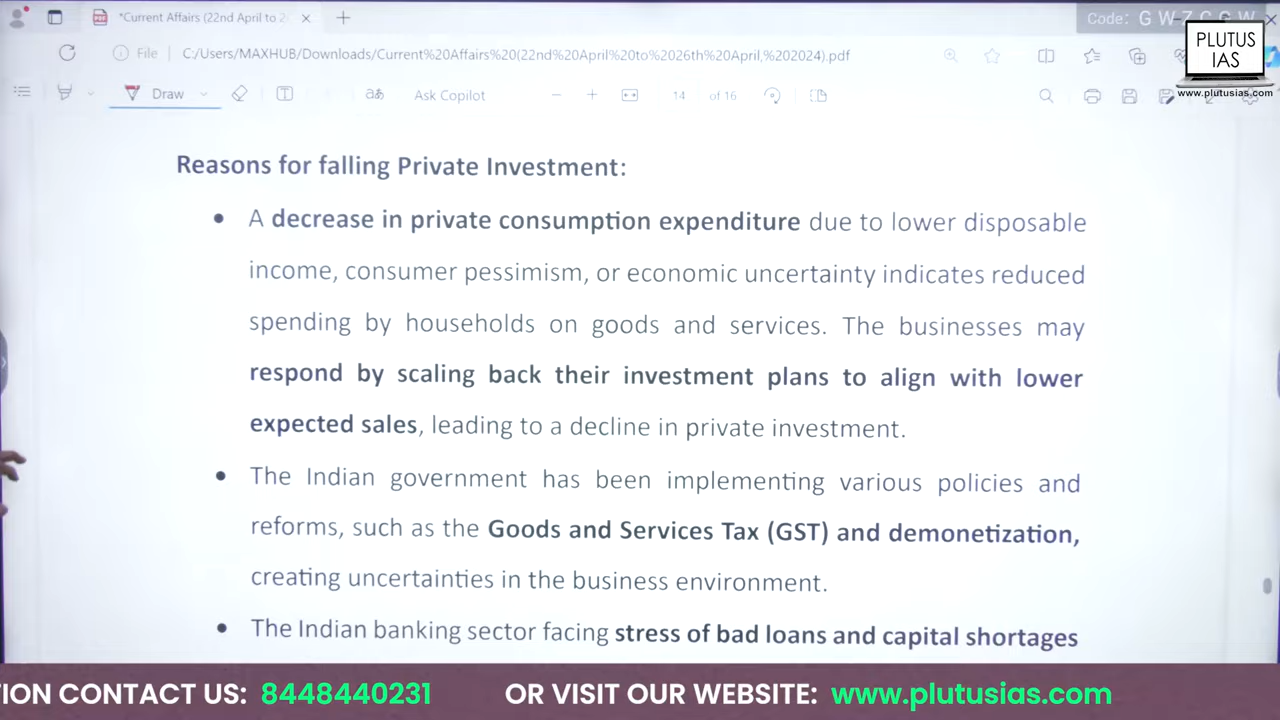 *Current Affairs (22nd April to 2
Code: G W-Z C G W
File C:/Users/MAXHUB/Downloads/Current%20Affairs%20(22nd%20April%20to%2026th%20April,%202024).pdf
PLUTUS
IAS
www.plutusias.com
Draw
aあ
Ask Copilot
14 of 16
Reasons for falling Private Investment:
• A decrease in private consumption expenditure due to lower disposable
income, consumer pessimism, or economic uncertainty indicates reduced
spending by households on goods and services. The businesses may
respond by scaling back their investment plans to align with lower
expected sales, leading to a decline in private investment.
• The Indian government has been implementing various policies and
reforms, such as the Goods and Services Tax (GST) and demonetization,
creating uncertainties in the business environment.
• The Indian banking sector facing stress of bad loans and capital shortages
TION CONTACT US: 8448440231 OR VISIT OUR WEBSITE: www.plutusias.com